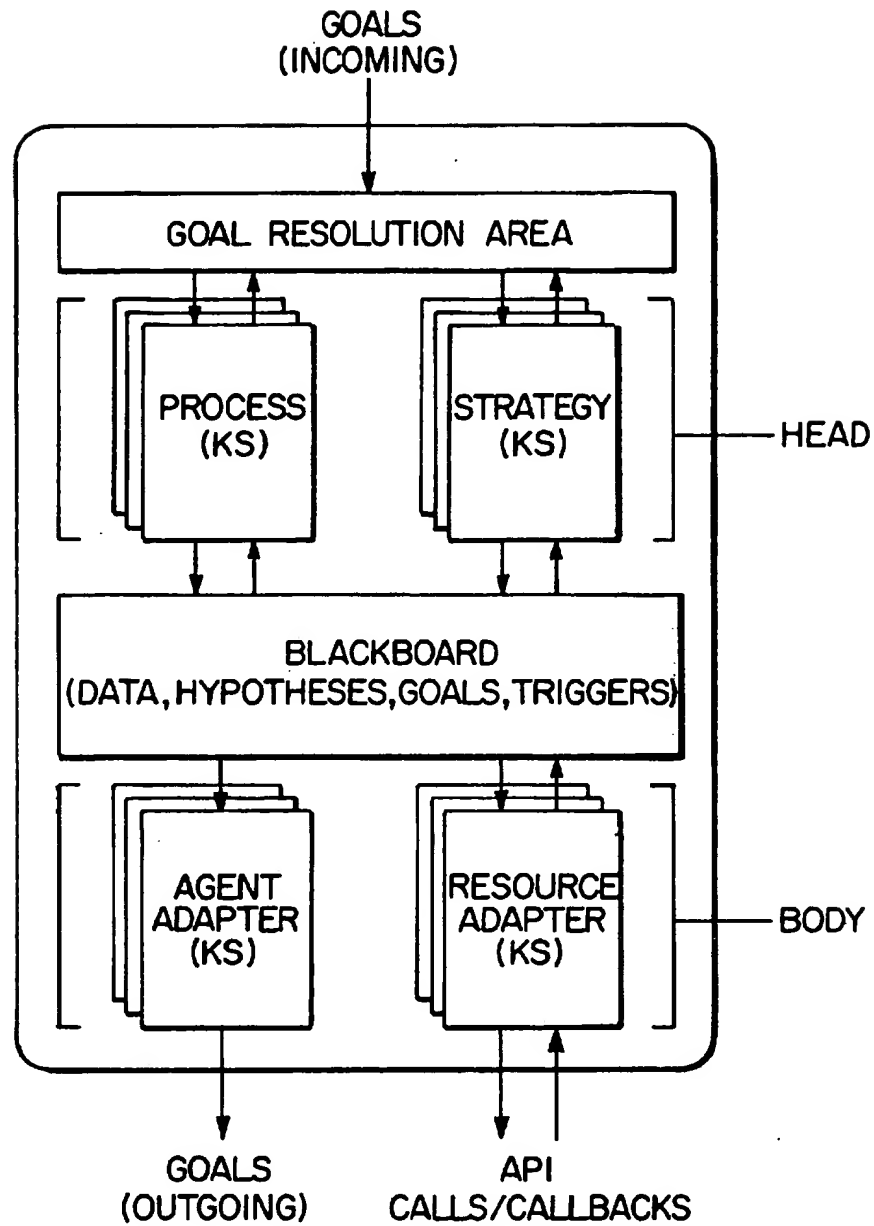 GOALS
(INCOMING)
GOAL RESOLUTION AREA
PROCESS
(KS)
STRATEGY
(KS)
HEAD
BLACKBOARD
(DATA, HYPOTHESES, GOALS, TRIGGERS)
AGENT
ADAPTER
(KS)
RESOURCE
ADAPTER
(KS)
BODY
GOALS
(OUTGOING)
API
CALLS/CALLBACKS